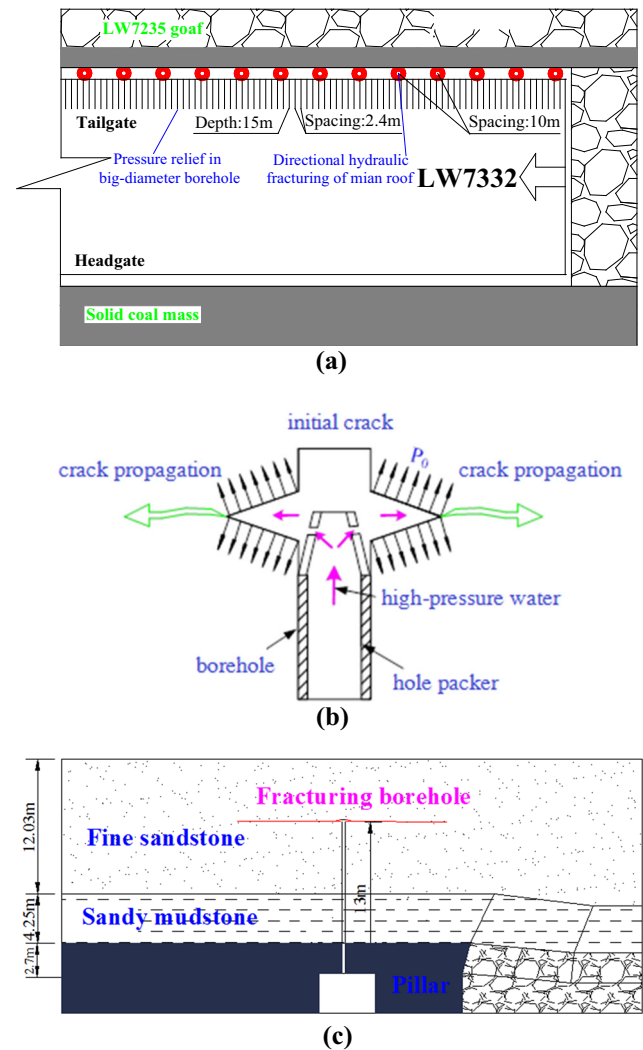 LW7235 goaf
Tailgate
Depth:15m
Spacing:2.4m
Spacing:10m
Pressure relief in
big-diameter borehole
Directional hydraulic
fracturing of mian roof
LW7332
Headgate
Solid coal mass
(a)
initial crack
P₀
crack propagation
crack propagation
high-pressure water
borehole
hole packer
(b)
12.03m
Fracturing borehole
Fine sandstone
13m
4.25m
Sandy mudstone
2.7m
Pillar
(c)